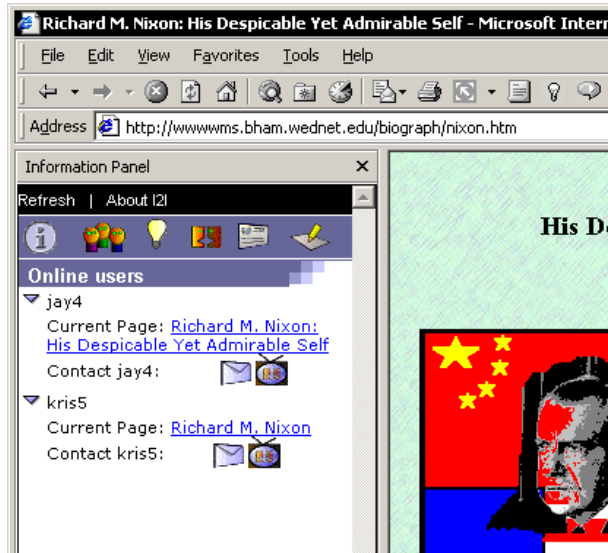 Richard M. Nixon: His Despicable Yet Admirable Self - Microsoft Inter
File Edit View Favorites Tools Help
Address http://wwwwms.bham.wednet.edu/biograph/nixon.htm
Information Panel
Refresh | About I2I
Online users
jay4
Current Page: Richard M. Nixon:
His Despicable Yet Admirable Self
Contact jay4:
kris5
Current Page: Richard M. Nixon
Contact kris5:
His D